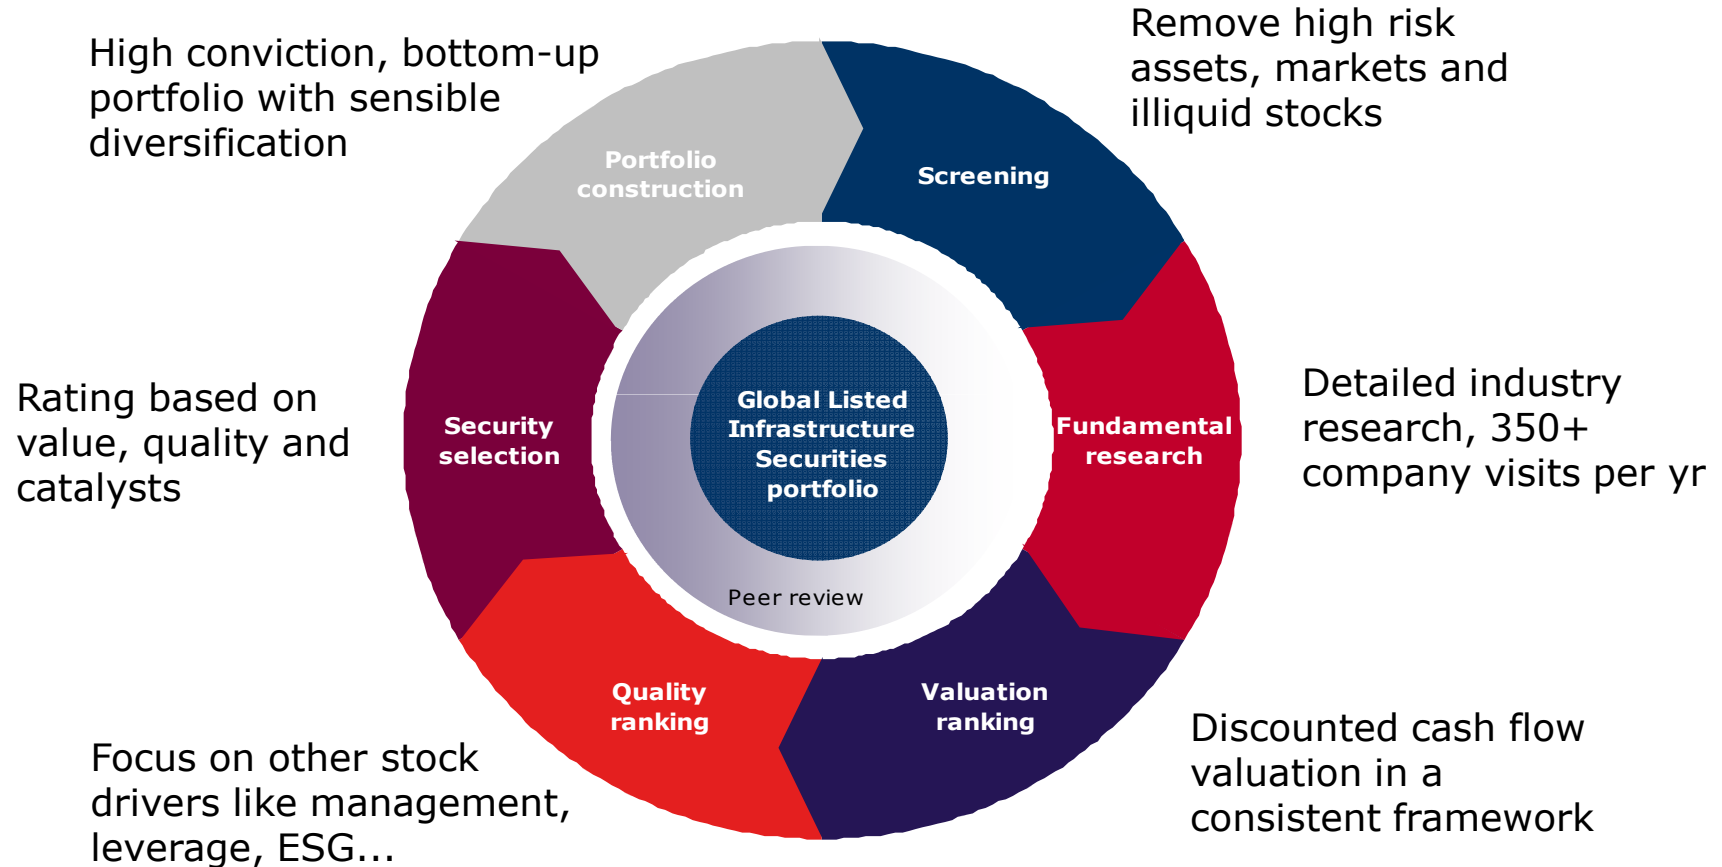 High conviction, bottom-up
portfolio with sensible
diversification
Remove high risk
assets, markets and
illiquid stocks
Portfolio
construction
Screening
Rating based on
value, quality and
catalysts
Security
selection
Global Listed
Infrastructure
Securities
portfolio
Fundamental
research
Detailed industry
research, 350+
company visits per yr
Peer review
Quality
ranking
Valuation
ranking
Focus on other stock
drivers like management,
leverage, ESG...
Discounted cash flow
valuation in a
consistent framework